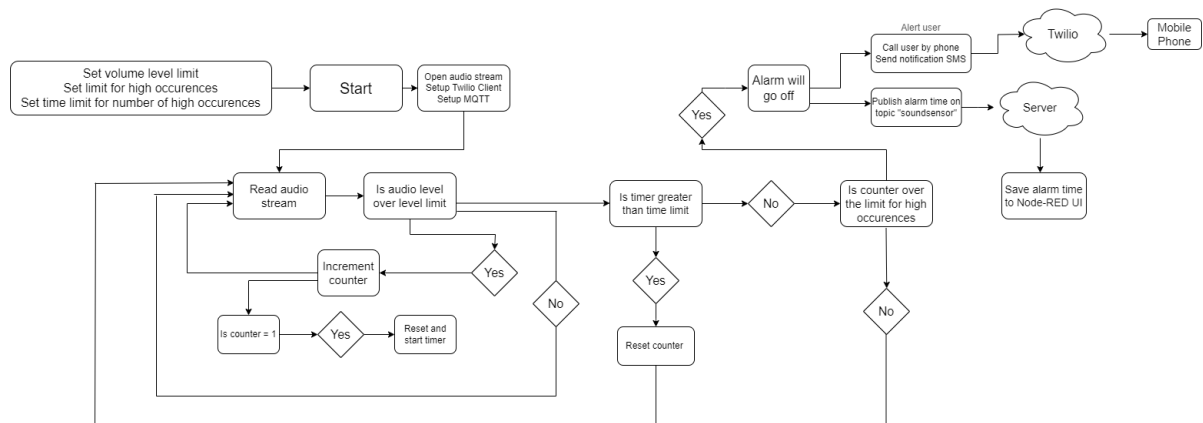 Alert user
Set volume level limit
Set limit for high occurences
Set time limit for number of high occurences
Start
Open audio stream
Setup Twilio Client
Setup MQTT
Yes
Alarm will
go off
Call user by phone
Send notification SMS
Twilio
Mobile
Phone
Publish alarm time on
topic "soundsensor"
Server
Save alarm time
to Node-RED UI
Read audio
stream
Is audio level
over level limit
Is timer greater
than time limit
No
Is counter over
the limit for high
occurences
Increment
counter
Yes
No
Yes
No
Is counter = 1
Yes
Reset and
start timer
Reset counter